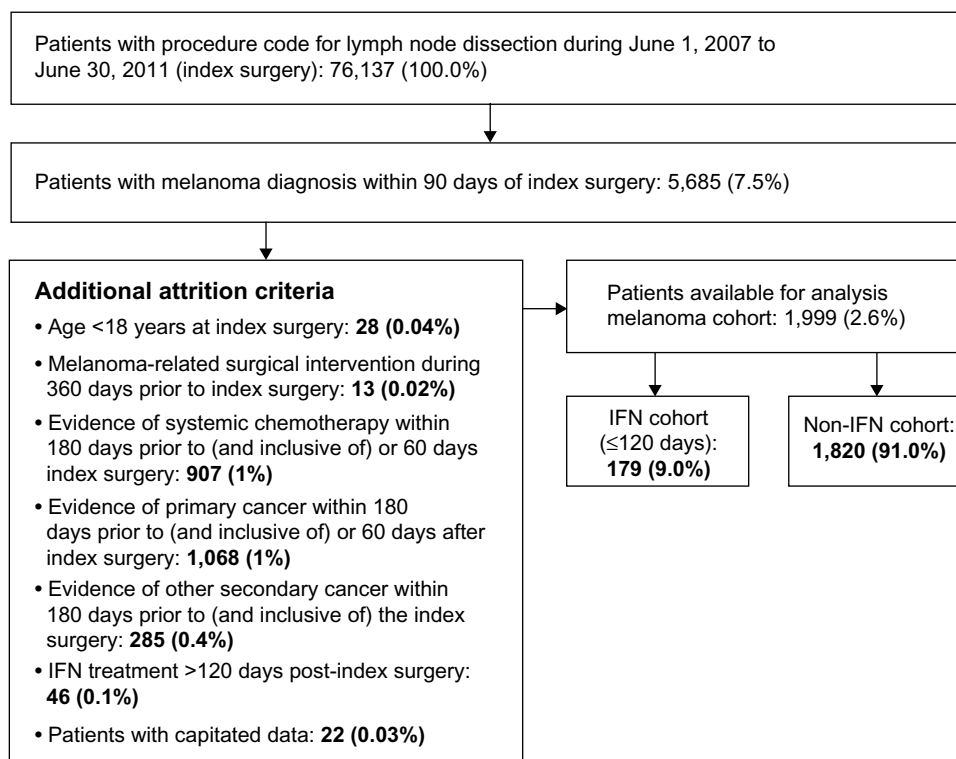 Patients with procedure code for lymph node dissection during June 1, 2007 to
June 30, 2011 (index surgery): 76,137 (100.0%)
Patients with melanoma diagnosis within 90 days of index surgery: 5,685 (7.5%)
Additional attrition criteria
• Age <18 years at index surgery: 28 (0.04%)
• Melanoma-related surgical intervention during
360 days prior to index surgery: 13 (0.02%)
• Evidence of systemic chemotherapy within
180 days prior to (and inclusive of) or 60 days
index surgery: 907 (1%)
• Evidence of primary cancer within 180
days prior to (and inclusive of) or 60 days after
index surgery: 1,068 (1%)
• Evidence of other secondary cancer within
180 days prior to (and inclusive of) the index
surgery: 285 (0.4%)
• IFN treatment >120 days post-index surgery:
46 (0.1%)
• Patients with capitated data: 22 (0.03%)
Patients available for analysis
melanoma cohort: 1,999 (2.6%)
IFN cohort
(≤120 days):
179 (9.0%)
Non-IFN cohort:
1,820 (91.0%)